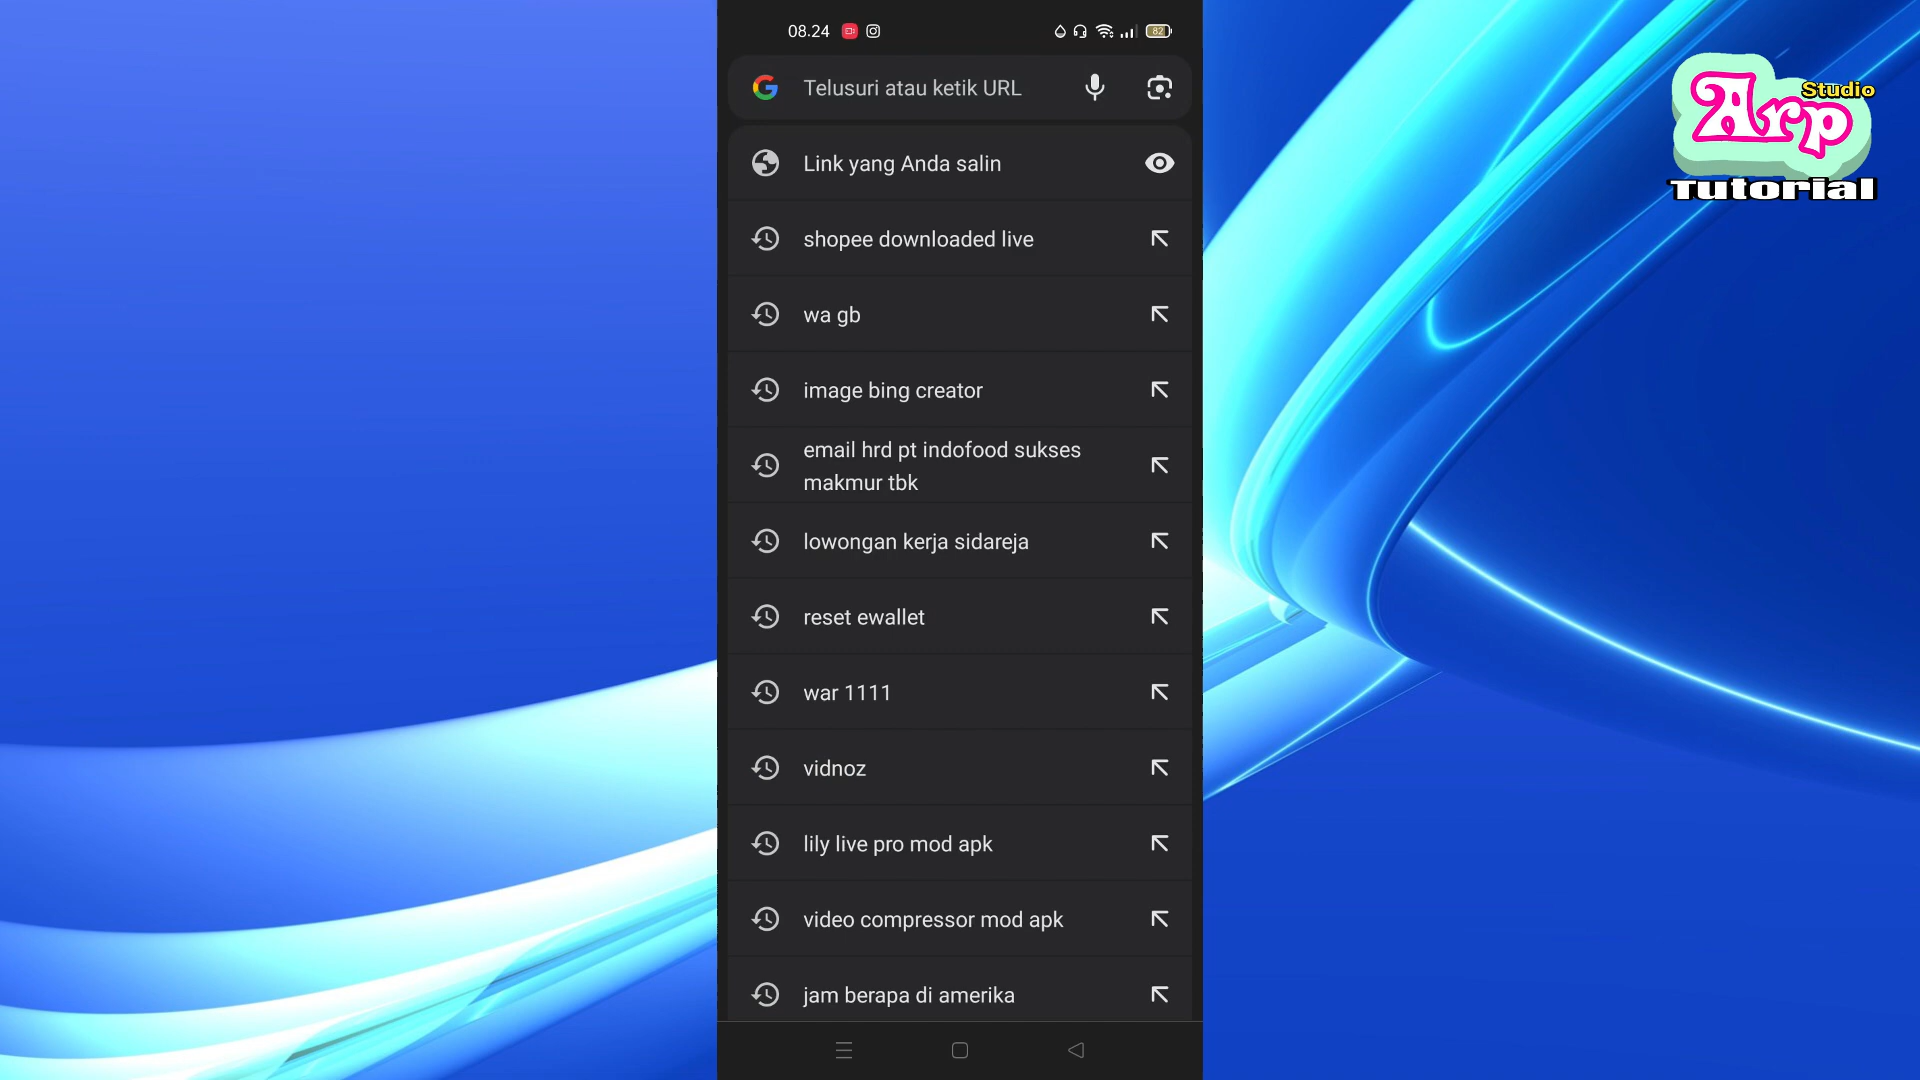 08.24
82
Telusuri atau ketik URL
Link yang Anda salin
shopee downloaded live
wa gb
image bing creator
email hrd pt indofood sukses
makmur tbk
lowongan kerja sidareja
reset ewallet
war 1111
vidnoz
lily live pro mod apk
video compressor mod apk
jam berapa di amerika
Studio
Arp
Tutorial